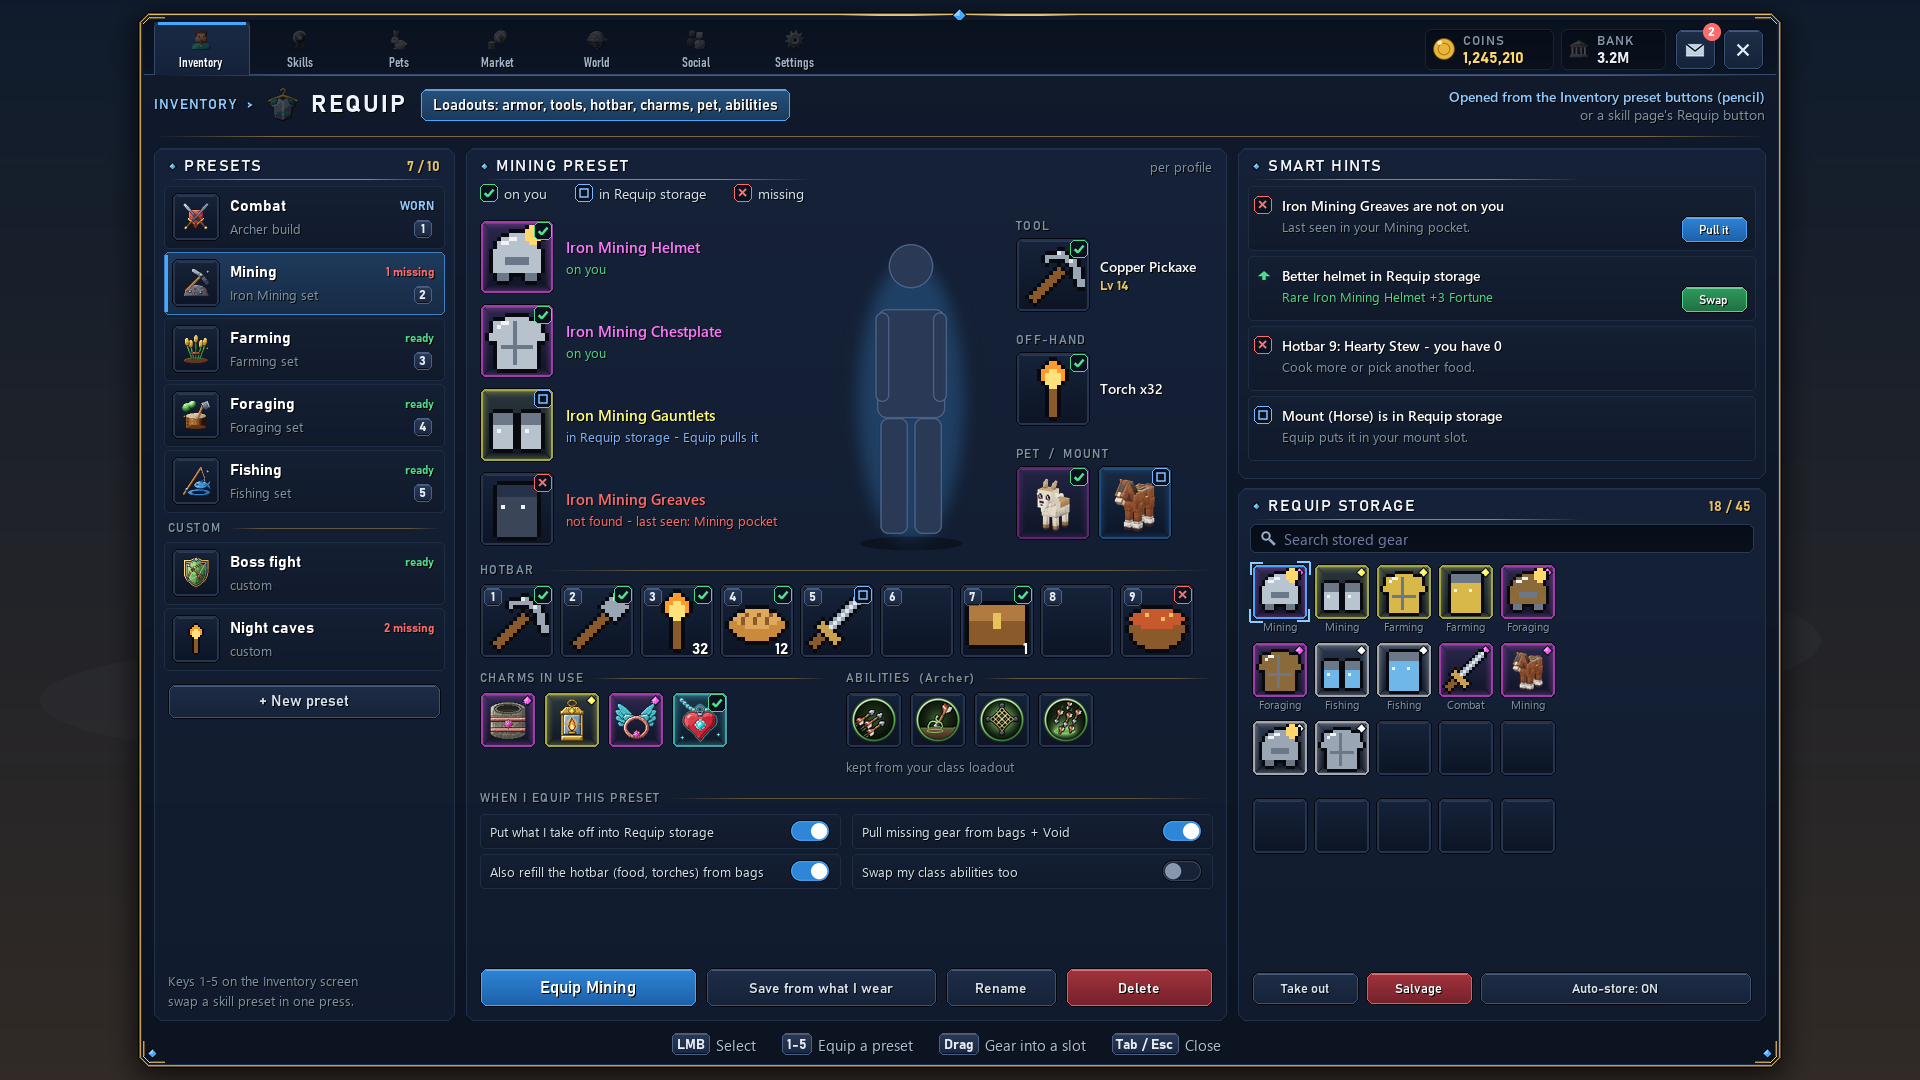 Inventory
Skills
Pets
Market
World
Social
Settings
COINS
1,245,210
BANK
3.2M
2
INVENTORY >
REQUIP
Loadouts: armor, tools, hotbar, charms, pet, abilities
Opened from the Inventory preset buttons (pencil)
or a skill page's Requip button
PRESETS
7 / 10
Combat
WORN
Archer build
1
Mining
1 missing
Iron Mining set
2
Farming
ready
Farming set
3
Foraging
ready
Foraging set
4
Fishing
ready
Fishing set
5
CUSTOM
Boss fight
ready
custom
Night caves
2 missing
custom
+ New preset
Keys 1-5 on the Inventory screen
swap a skill preset in one press.
MINING PRESET
per profile
on you
in Requip storage
missing
Iron Mining Helmet
on you
Iron Mining Chestplate
on you
Iron Mining Gauntlets
in Requip storage - Equip pulls it
Iron Mining Greaves
not found - last seen: Mining pocket
TOOL
Copper Pickaxe
Lv 14
OFF-HAND
Torch x32
PET / MOUNT
HOTBAR
1
2
3
32
4
12
5
6
7
1
8
9
CHARMS IN USE
ABILITIES (Archer)
kept from your class loadout
WHEN I EQUIP THIS PRESET
Put what I take off into Requip storage
Pull missing gear from bags + Void
Also refill the hotbar (food, torches) from bags
Swap my class abilities too
Equip Mining
Save from what I wear
Rename
Delete
SMART HINTS
Iron Mining Greaves are not on you
Last seen in your Mining pocket.
Pull it
Better helmet in Requip storage
Rare Iron Mining Helmet +3 Fortune
Swap
Hotbar 9: Hearty Stew - you have 0
Cook more or pick another food.
Mount (Horse) is in Requip storage
Equip puts it in your mount slot.
REQUIP STORAGE
18 / 45
Search stored gear
Mining
Mining
Farming
Farming
Foraging
Foraging
Fishing
Fishing
Combat
Mining
Take out
Salvage
Auto-store: ON
LMB Select
1-5 Equip a preset
Drag Gear into a slot
Tab / Esc Close